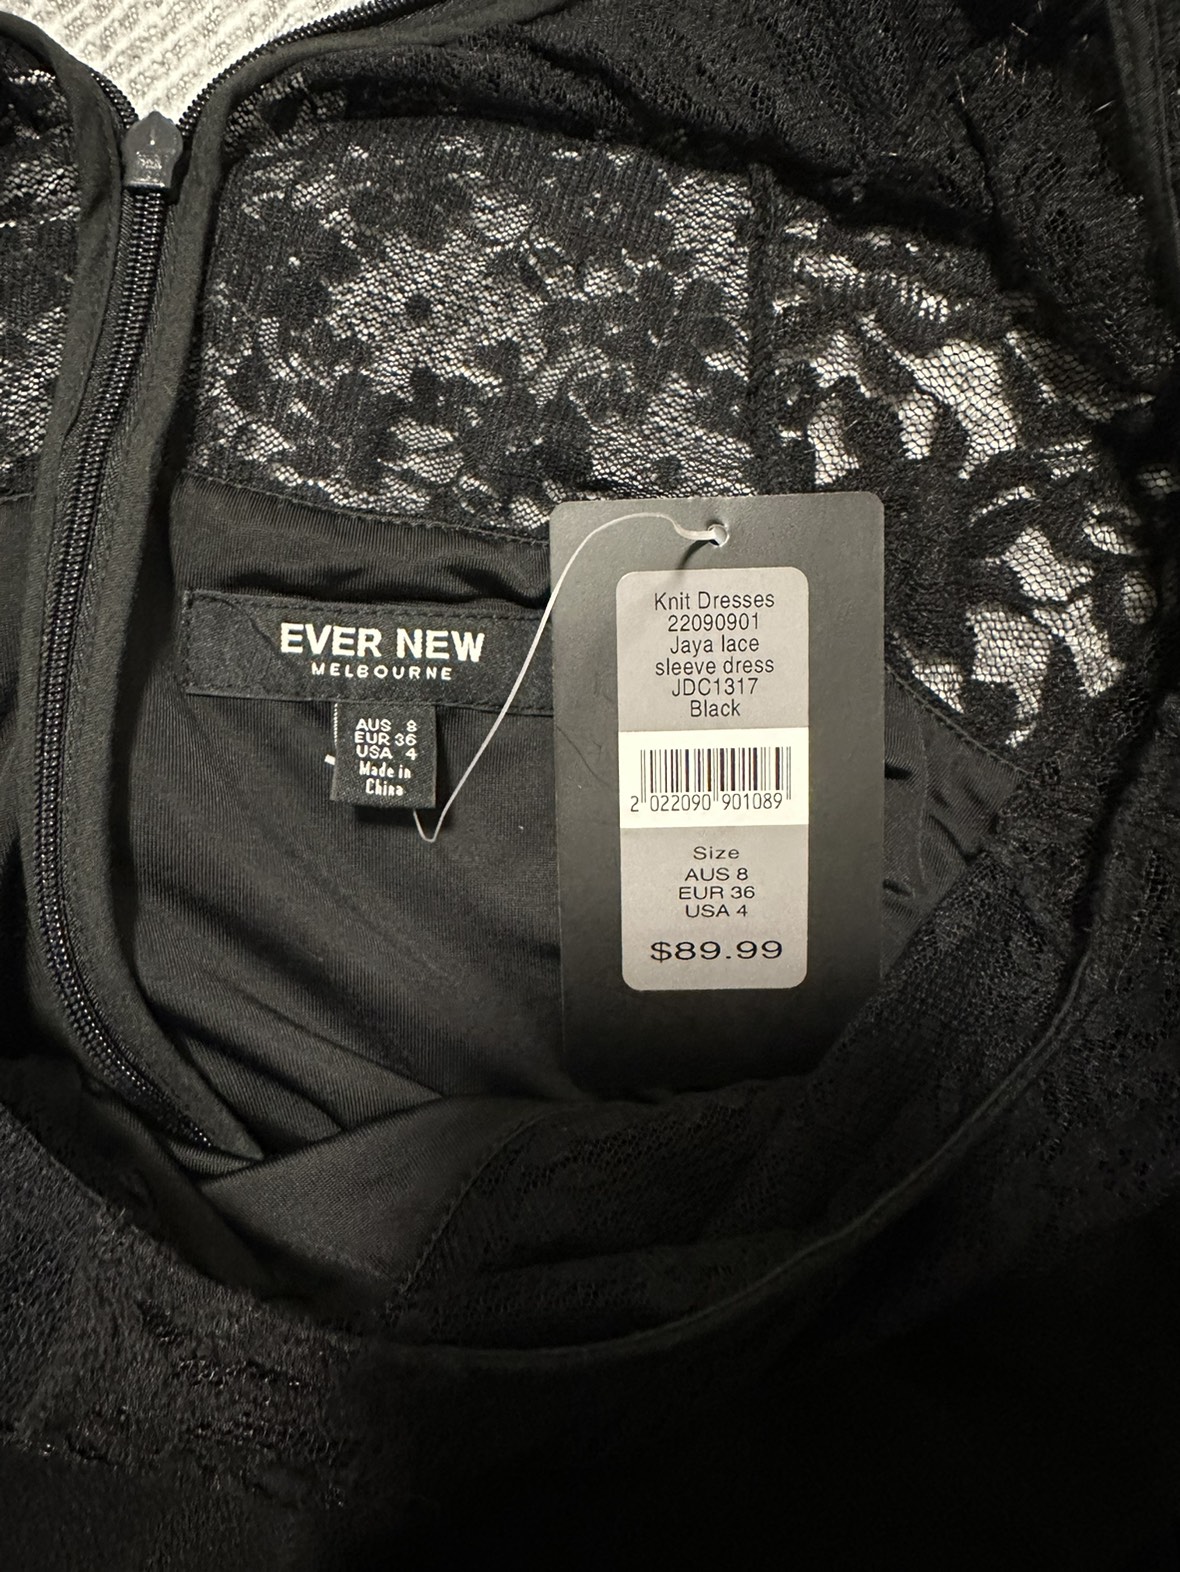 EVER NEW
MELBOURNE
AUS 8
EUR 36
USA 4
Made in
China
Knit Dresses
22090901
Jaya lace
sleeve dress
JDC1317
Black
2 022090 901089
Size
AUS 8
EUR 36
USA 4
$89.99